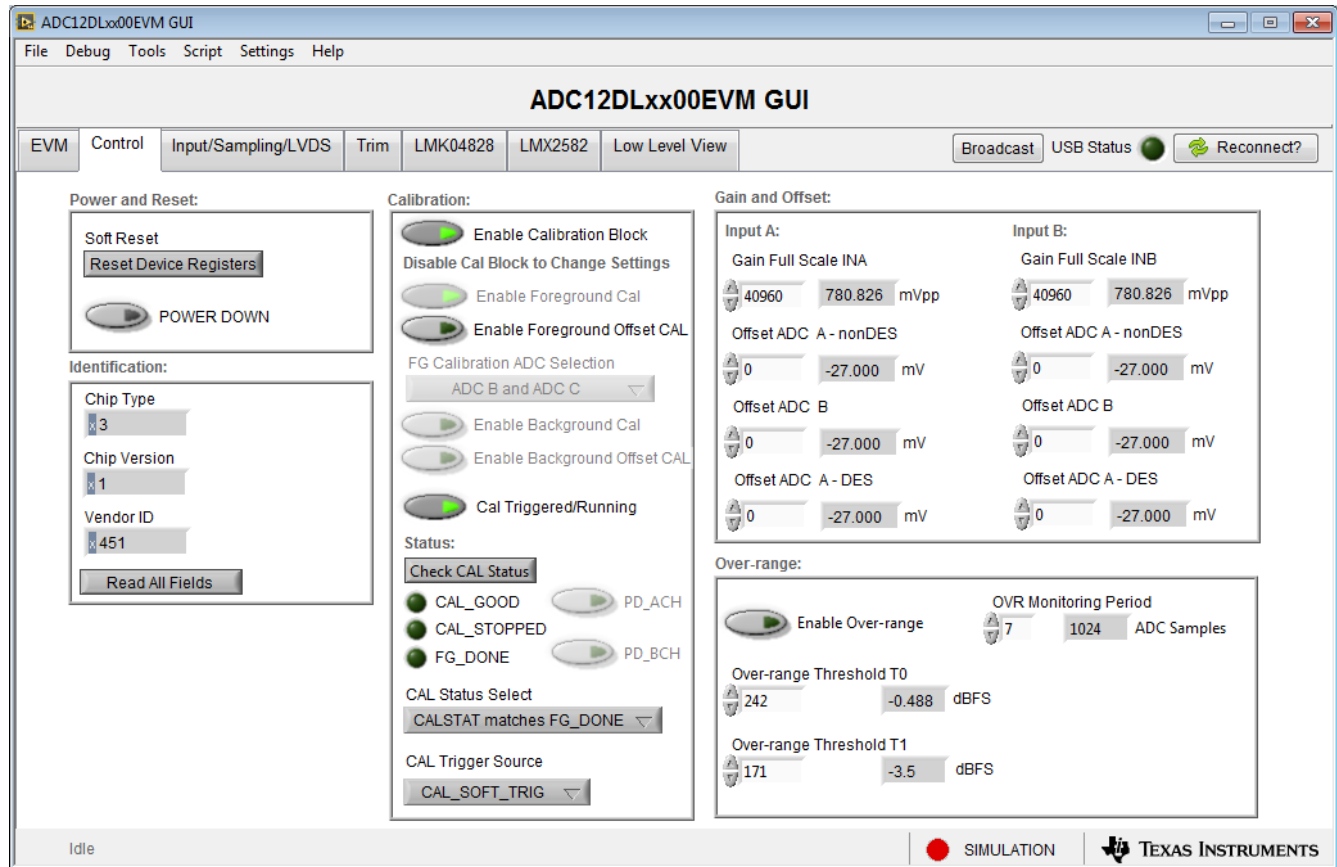 ADC12DLxx00EVM GUI
File Debug Tools Script Settings Help
ADC12DLxx00EVM GUI
EVM Control Input/Sampling/LVDS Trim LMK04828 LMX2582 Low Level View Broadcast USB Status Reconnect?
Power and Reset:
Soft Reset
Reset Device Registers
POWER DOWN
Identification:
Chip Type
x 3
Chip Version
x 1
Vendor ID
x 451
Read All Fields
Calibration:
Enable Calibration Block
Disable Cal Block to Change Settings
Enable Foreground Cal
Enable Foreground Offset CAL
FG Calibration ADC Selection
ADC B and ADC C
Enable Background Cal
Enable Background Offset CAL
Cal Triggered/Running
Status:
Check CAL Status
CAL_GOOD PD_ACH
CAL_STOPPED
FG_DONE PD_BCH
CAL Status Select
CALSTAT matches FG_DONE
CAL Trigger Source
CAL_SOFT_TRIG
Gain and Offset:
Input A: Input B:
Gain Full Scale INA Gain Full Scale INB
40960 780.826 mVpp 40960 780.826 mVpp
Offset ADC A - nonDES Offset ADC A - nonDES
0 -27.000 mV 0 -27.000 mV
Offset ADC B Offset ADC B
0 -27.000 mV 0 -27.000 mV
Offset ADC A - DES Offset ADC A - DES
0 -27.000 mV 0 -27.000 mV
Over-range:
Enable Over-range
OVR Monitoring Period
7 1024 ADC Samples
Over-range Threshold T0
242 -0.488 dBFS
Over-range Threshold T1
171 -3.5 dBFS
Idle SIMULATION TEXAS INSTRUMENTS